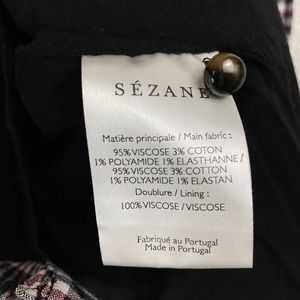 SÉZANE
Matière principale / Main fabric :
95% VISCOSE 3% COTON
1% POLYAMIDE 1% ELASTHANNE /
95% VISCOSE 3% COTTON
1% POLYAMIDE 1% ELASTAN
Doublure / Lining :
100% VISCOSE / VISCOSE
Fabriqué au Portugal
Made in Portugal